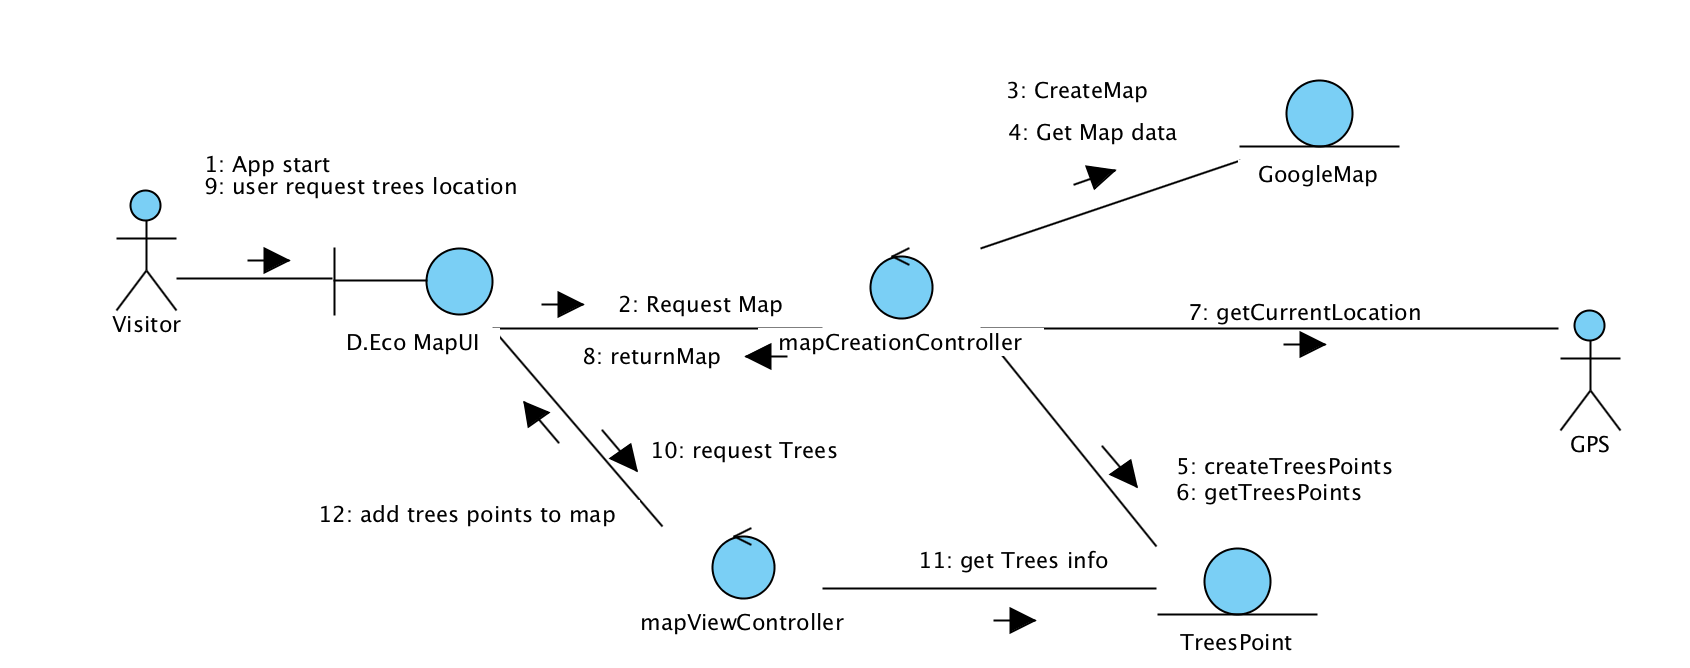 3: CreateMap
4: Get Map data
GoogleMap
1: App start
9: user request trees location
Visitor
D.Eco MapUI
2: Request Map
8: returnMap
mapCreationController
7: getCurrentLocation
GPS
10: request Trees
5: createTreesPoints
6: getTreesPoints
12: add trees points to map
mapViewController
11: get Trees info
TreesPoint